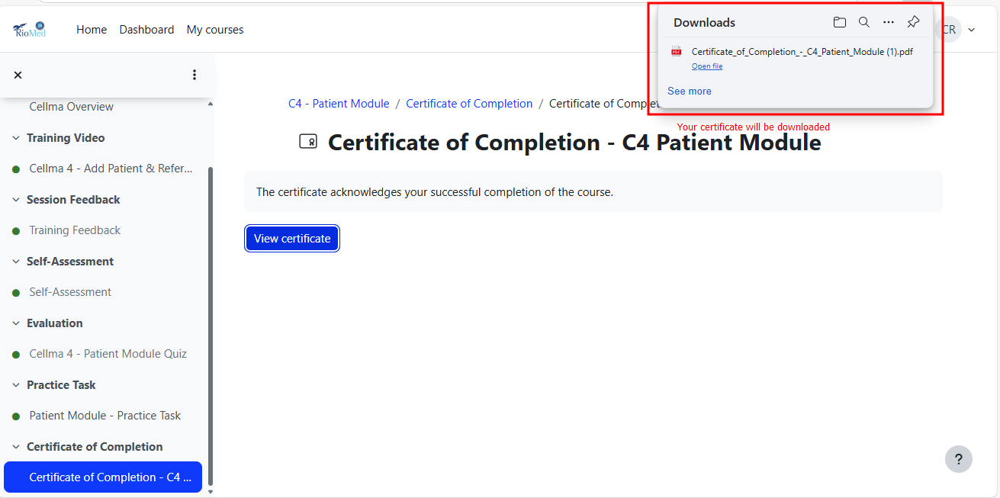 RioMed
25
Home Dashboard My courses
CR
Downloads
Certificate_of_Completion_-_C4_Patient_Module (1).pdf
Open file
See more
Your certificate will be downloaded
Cellma Overview
Training Video
Cellma 4 - Add Patient & Refer...
Session Feedback
Training Feedback
Self-Assessment
Self-Assessment
Evaluation
Cellma 4 - Patient Module Quiz
Practice Task
Patient Module - Practice Task
Certificate of Completion
Certificate of Completion - C4 ...
C4 - Patient Module / Certificate of Completion / Certificate of Complet
Certificate of Completion - C4 Patient Module
The certificate acknowledges your successful completion of the course.
View certificate
?